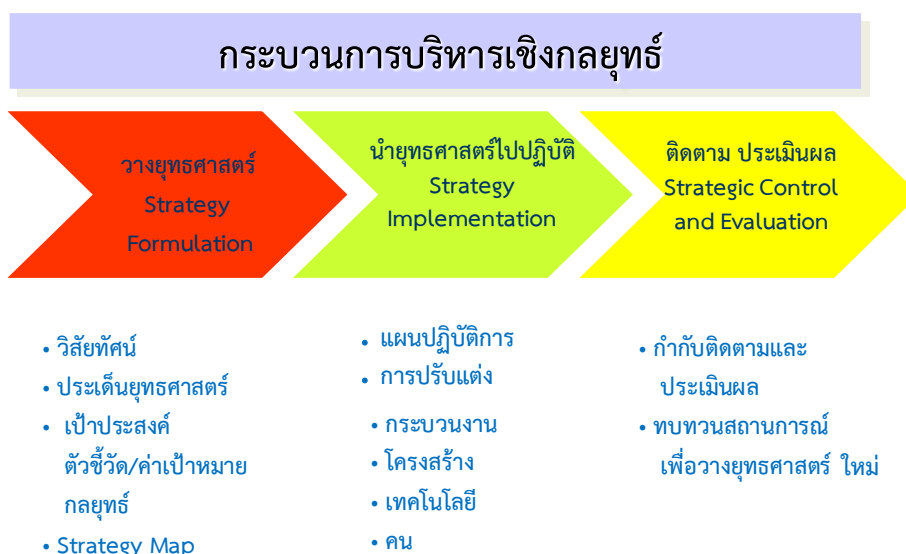 กระบวนการบริหารเชิงกลยุทธ์
วางยุทธศาสตร์
Strategy
Formulation
นำยุทธศาสตร์ไปปฏิบัติ
Strategy
Implementation
ติดตาม ประเมินผล
Strategic Control
and Evaluation
• วิสัยทัศน์
• ประเด็นยุทธศาสตร์
• เป้าประสงค์
ตัวชี้วัด/ค่าเป้าหมาย
กลยุทธ์
• Strategy Map
• แผนปฏิบัติการ
• การปรับแต่ง
• กระบวนงาน
• โครงสร้าง
• เทคโนโลยี
• คน
• กำกับติดตามและ
ประเมินผล
• ทบทวนสถานการณ์
เพื่อวางยุทธศาสตร์ ใหม่